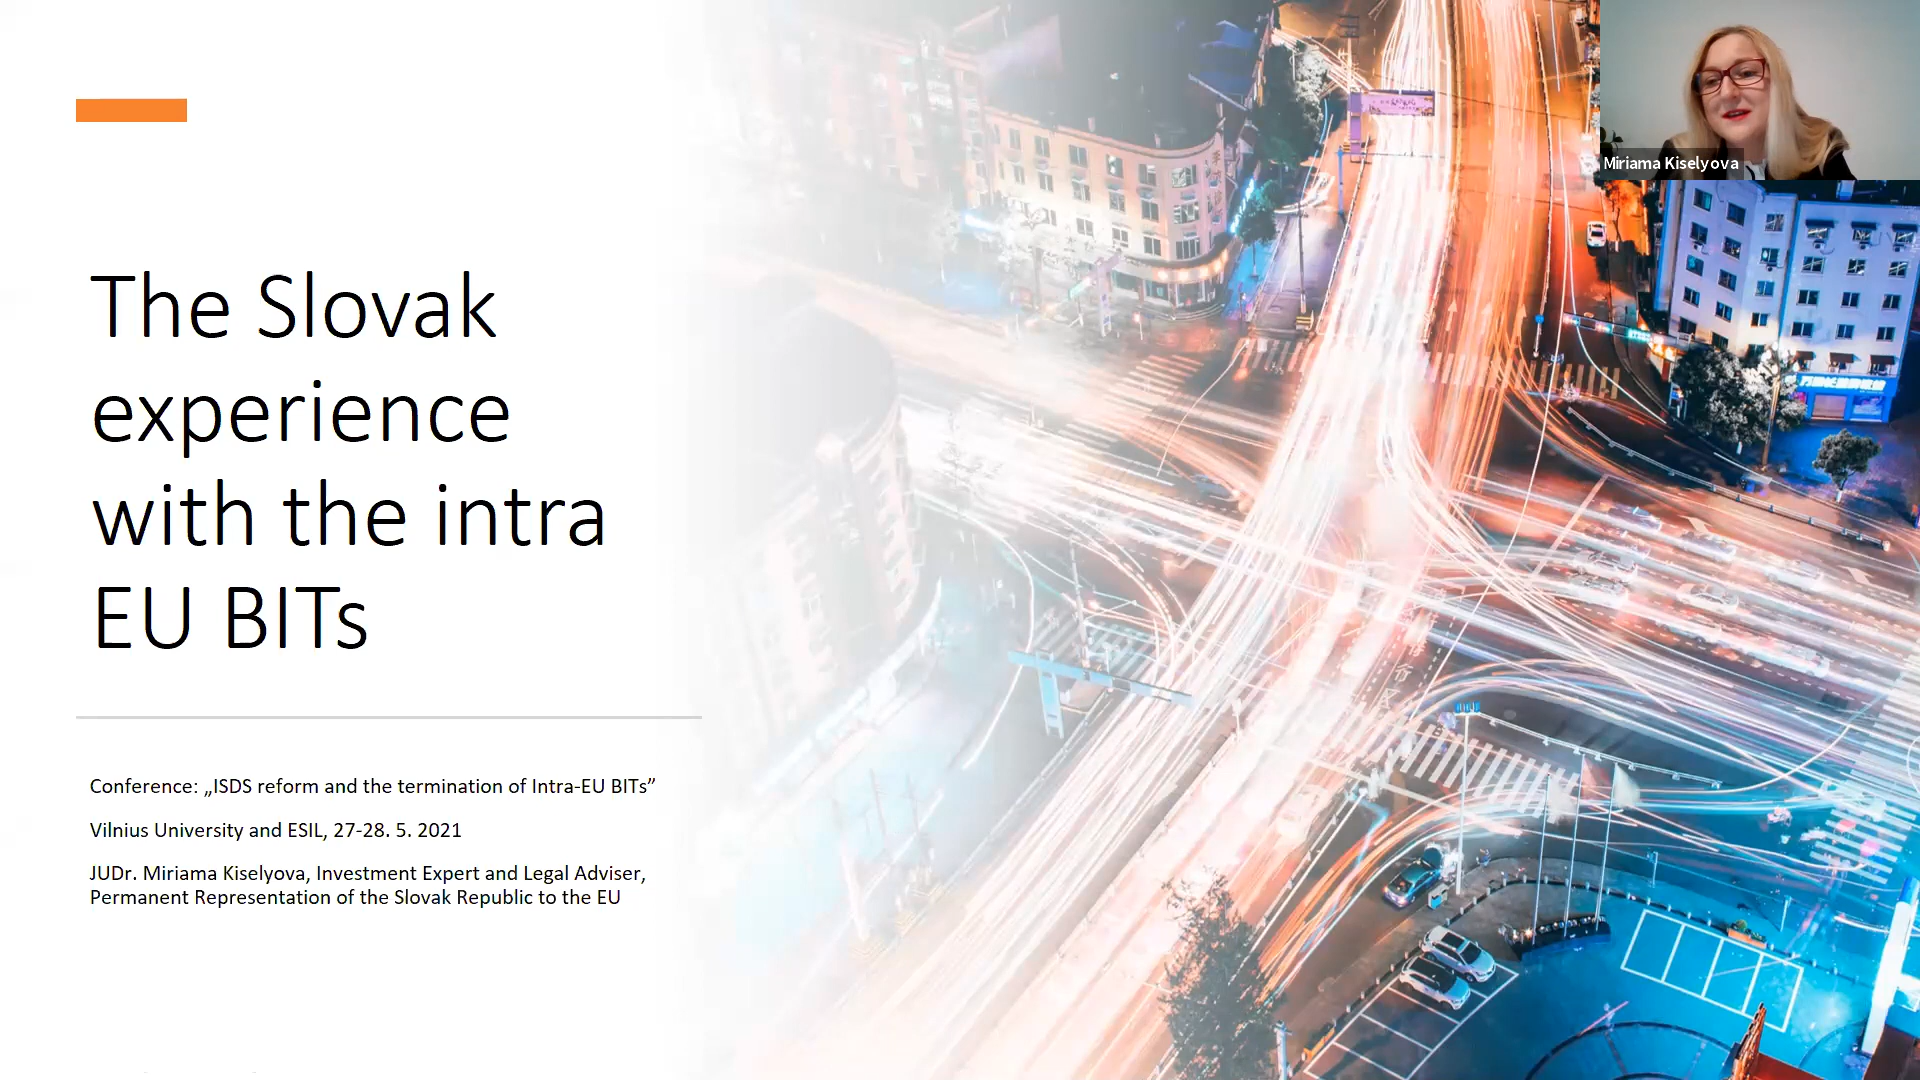 Miriama Kiselyova
The Slovak
experience
with the intra
EU BITs
Conference: „ISDS reform and the termination of Intra-EU BITs”
Vilnius University and ESIL, 27-28. 5. 2021
JUDr. Miriama Kiselyova, Investment Expert and Legal Adviser,
Permanent Representation of the Slovak Republic to the EU